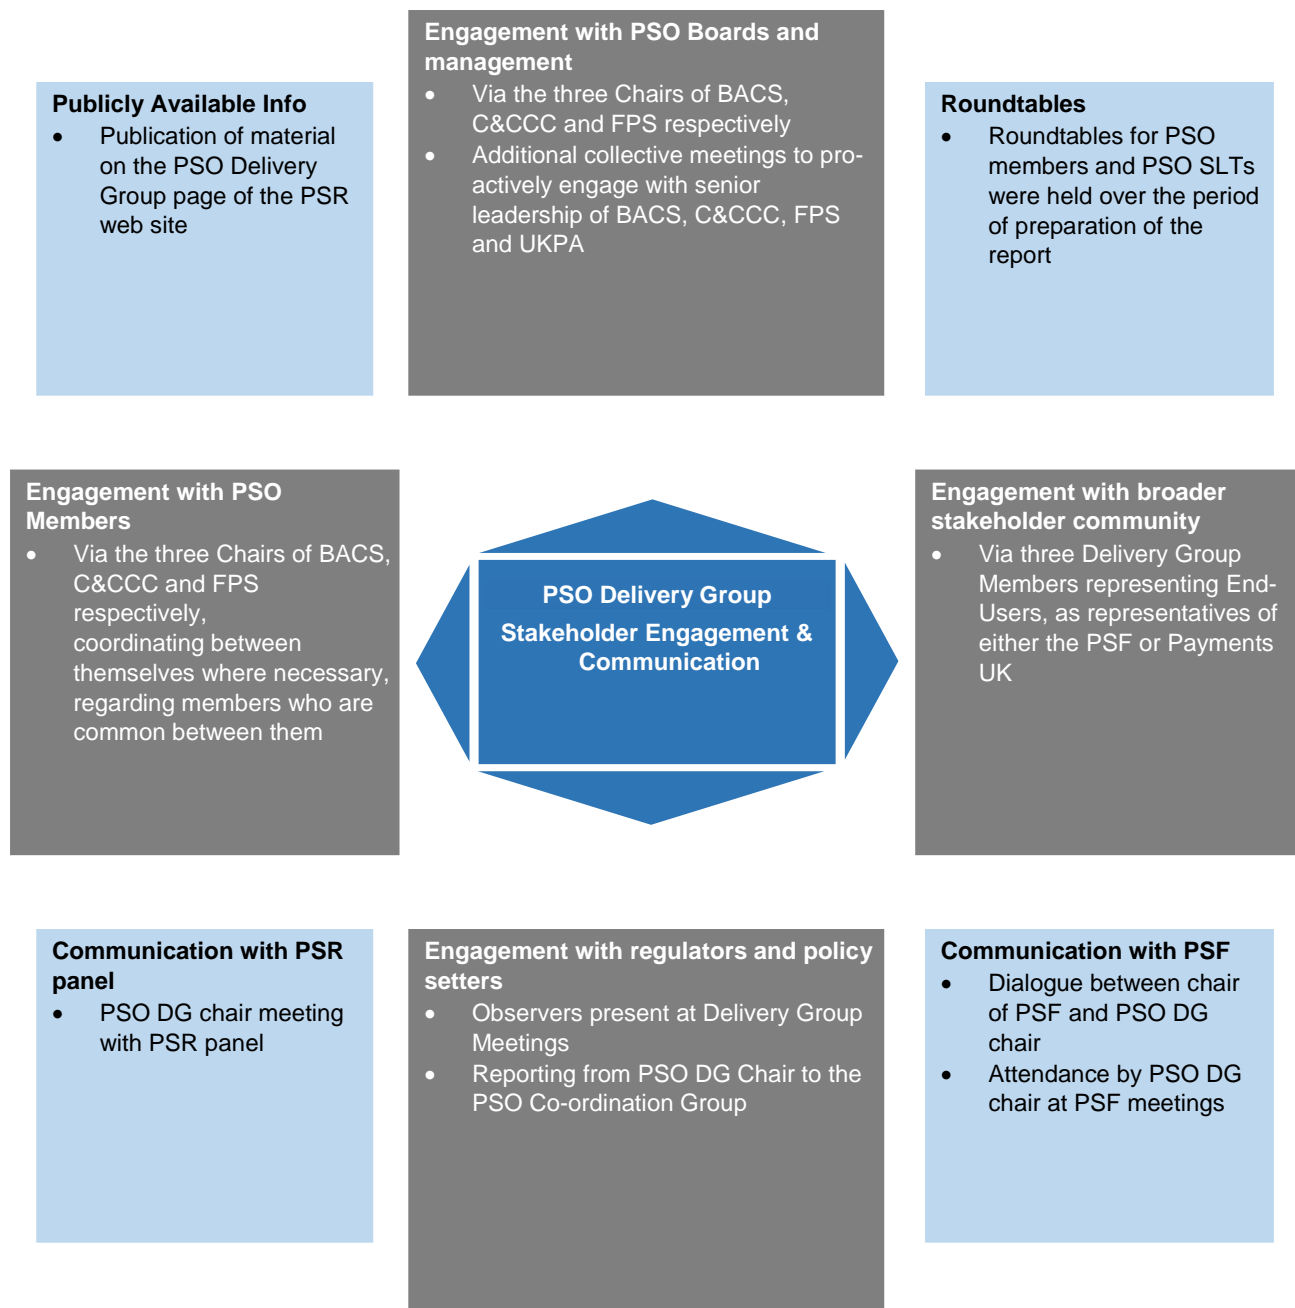 Engagement with PSO Boards and
management
• Via the three Chairs of BACS,
C&CCC and FPS respectively
• Additional collective meetings to pro-
actively engage with senior
leadership of BACS, C&CCC, FPS
and UKPA
Publicly Available Info
• Publication of material
on the PSO Delivery
Group page of the PSR
web site
Roundtables
• Roundtables for PSO
members and PSO SLTs
were held over the period
of preparation of the
report
Engagement with PSO
Members
• Via the three Chairs of BACS,
C&CCC and FPS
respectively,
coordinating between
themselves where necessary,
regarding members who are
common between them
PSO Delivery Group
Stakeholder Engagement &
Communication
Engagement with broader
stakeholder community
• Via three Delivery Group
Members representing End-
Users, as representatives of
either the PSF or Payments
UK
Communication with PSR
panel
• PSO DG chair meeting
with PSR panel
Engagement with regulators and policy
setters
• Observers present at Delivery Group
Meetings
• Reporting from PSO DG Chair to the
PSO Co-ordination Group
Communication with PSF
• Dialogue between chair
of PSF and PSO DG
chair
• Attendance by PSO DG
chair at PSF meetings